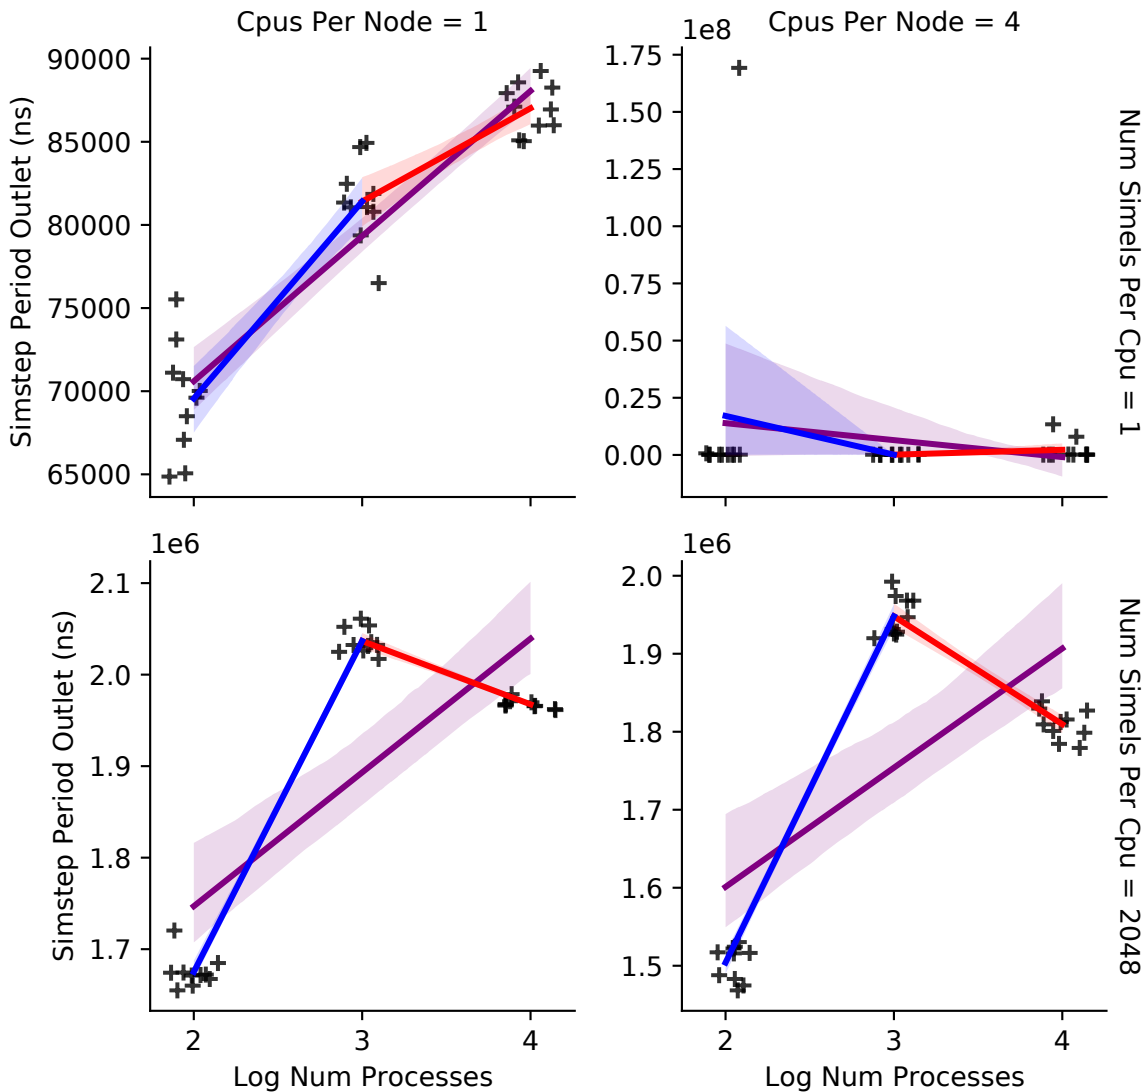 Cpus Per Node = 1
Cpus Per Node = 4
1e8
90000
85000
80000
75000
70000
65000
Simstep Period Outlet (ns)
1.75
1.50
1.25
1.00
0.75
0.50
0.25
0.00
Num Simels Per Cpu = 1
1e6
2.1
2.0
1.9
1.8
1.7
Simstep Period Outlet (ns)
2
3
4
Log Num Processes
1e6
2.0
1.9
1.8
1.7
1.6
1.5
2
3
4
Log Num Processes
Num Simels Per Cpu = 2048